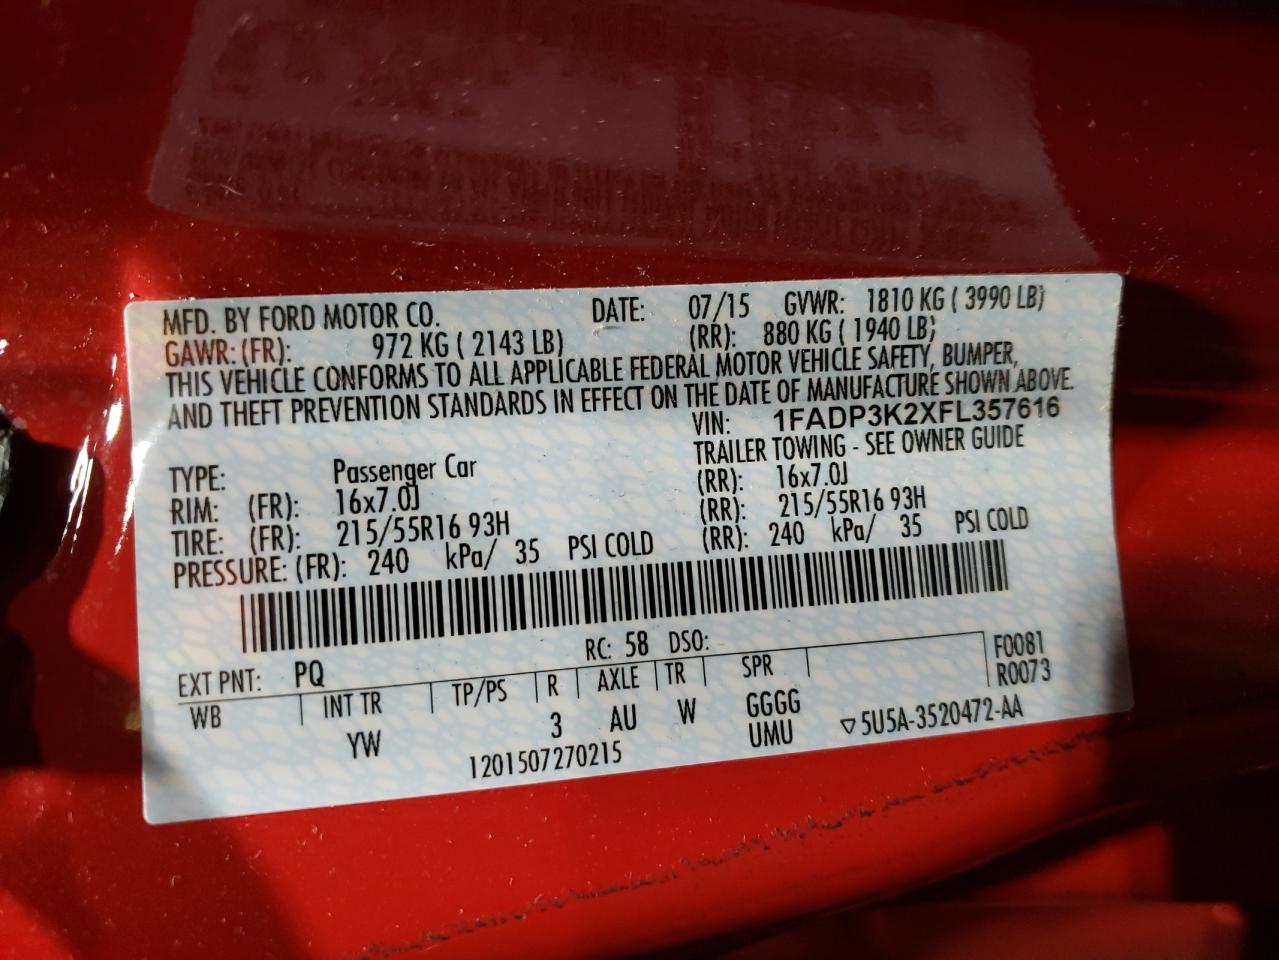 MFD. BY FORD MOTOR CO. DATE: 07/15 GVWR: 1810 KG ( 3990 LB)
GAWR: (FR): 972 KG ( 2143 LB) (RR): 880 KG ( 1940 LB);
THIS VEHICLE CONFORMS TO ALL APPLICABLE FEDERAL MOTOR VEHICLE SAFETY, BUMPER,
AND THEFT PREVENTION STANDARDS IN EFFECT ON THE DATE OF MANUFACTURE SHOWN ABOVE.
VIN: 1FADP3K2XFL357616
TRAILER TOWING - SEE OWNER GUIDE
TYPE: Passenger Car
RIM: (FR): 16x7.0J (RR): 16x7.0J
TIRE: (FR): 215/55R16 93H (RR): 215/55R16 93H
PRESSURE: (FR): 240 kPa/ 35 PSI COLD (RR): 240 kPa/ 35 PSI COLD
RC: 58 DSO:
EXT PNT: PQ F0081
WB INT TR TP/PS R AXLE TR SPR R0073
YW 3 AU W GGGG
1201507270215 UMU ▽5U5A-3520472-AA